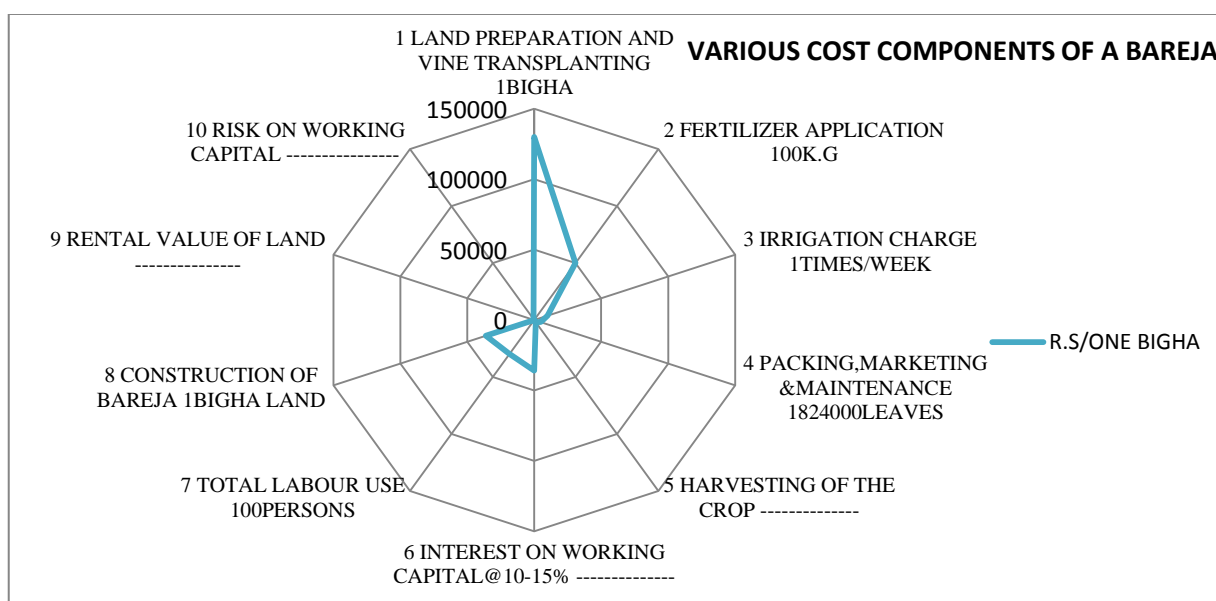 VARIOUS COST COMPONENTS OF A BAREJA
1 LAND PREPARATION AND
VINE TRANSPLANTING
1BIGHA
2 FERTILIZER APPLICATION
100K.G
3 IRRIGATION CHARGE
1TIMES/WEEK
4 PACKING,MARKETING
&MAINTENANCE
1824000LEAVES
5 HARVESTING OF THE
CROP --------------
6 INTEREST ON WORKING
CAPITAL@10-15% --------------
7 TOTAL LABOUR USE
100PERSONS
8 CONSTRUCTION OF
BAREJA 1BIGHA LAND
9 RENTAL VALUE OF LAND
---------------
10 RISK ON WORKING
CAPITAL ----------------
150000
100000
50000
0
R.S/ONE BIGHA